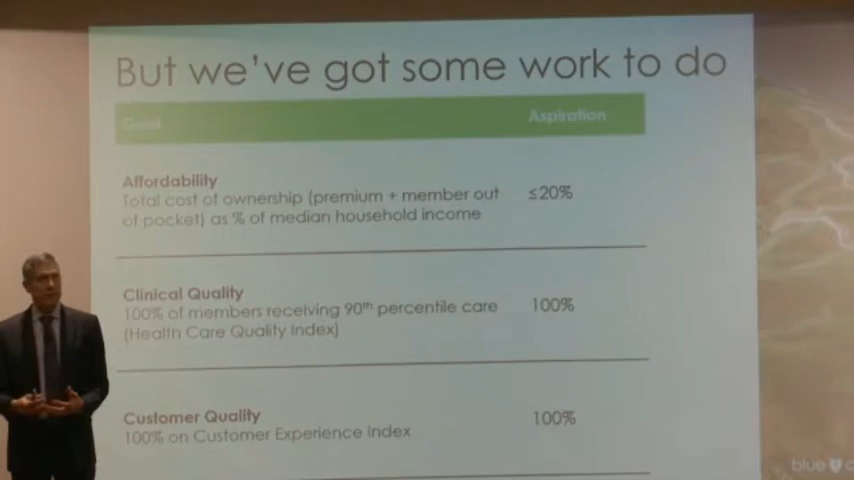 But we've got some work to do
Goal Aspiration
Affordability
Total cost of ownership (premium + member out ≤20%
of pocket) as % of median household income
Clinical Quality
100% of members receiving 90th percentile care 100%
(Health Care Quality Index)
Customer Quality 100%
100% on Customer Experience Index
blue